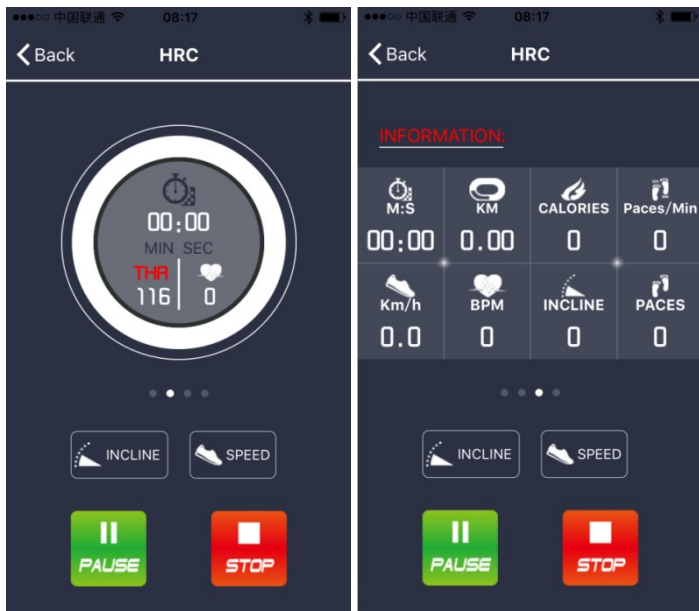 中国联通 08:17
Back HRC
00:00
MIN SEC
THR
116 0
INCLINE SPEED
PAUSE STOP
中国联通 08:17
Back HRC
INFORMATION:
M:S KM CALORIES Paces/Min
00:00 0.00 0 0
Km/h BPM INCLINE PACES
0.0 0 0 0
INCLINE SPEED
PAUSE STOP